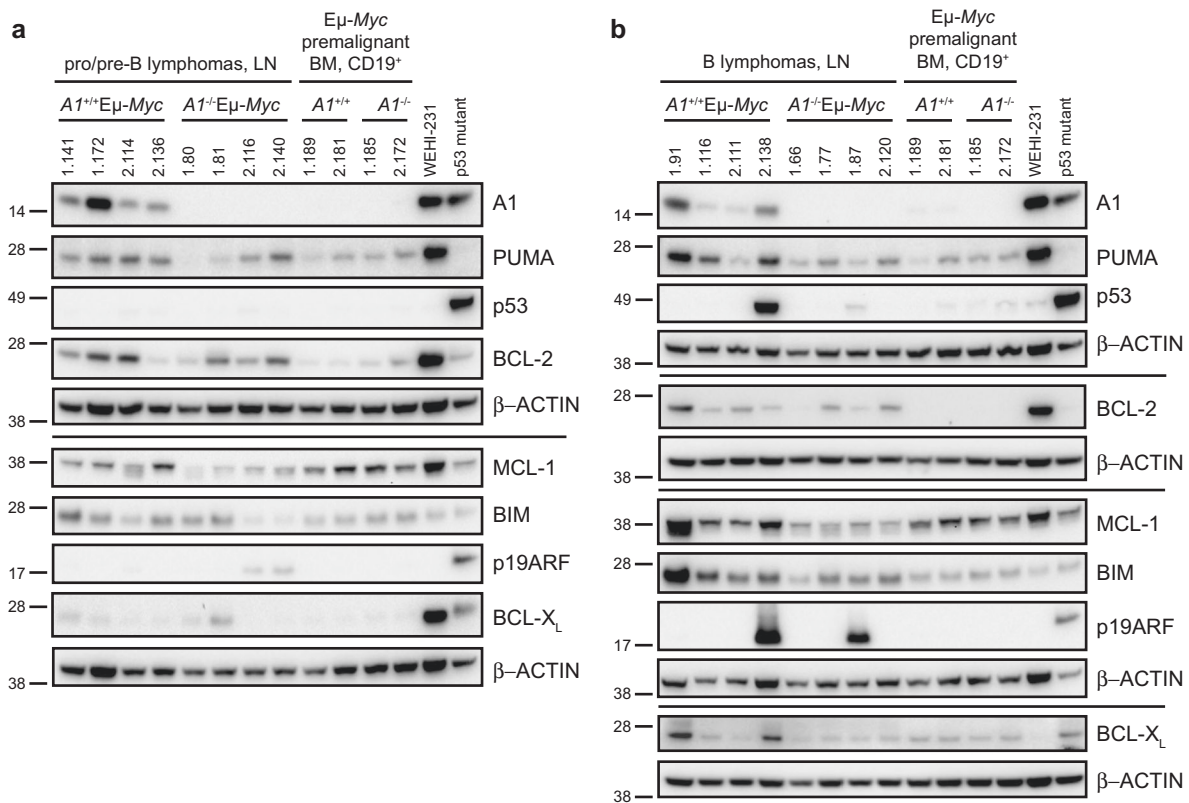 a
pro/pre-B lymphomas, LN
Eµ-Myc
premalignant
BM, CD19+
A1+/+Eµ-Myc
A1-/-Eµ-Myc
A1+/+
A1-/-
1.141
1.172
2.114
2.136
1.80
1.81
2.116
2.140
1.189
2.181
1.185
2.172
WEHI-231
p53 mutant
14
A1
28
PUMA
49
p53
28
BCL-2
38
β–ACTIN
38
MCL-1
28
BIM
17
p19ARF
28
BCL-XL
38
β–ACTIN
b
B lymphomas, LN
Eµ-Myc
premalignant
BM, CD19+
A1+/+Eµ-Myc
A1-/-Eµ-Myc
A1+/+
A1-/-
1.91
1.116
2.111
2.138
1.66
1.77
1.87
2.120
1.189
2.181
1.185
2.172
WEHI-231
p53 mutant
14
A1
28
PUMA
49
p53
38
β–ACTIN
28
BCL-2
38
β–ACTIN
38
MCL-1
28
BIM
17
p19ARF
38
β–ACTIN
28
BCL-XL
38
β–ACTIN